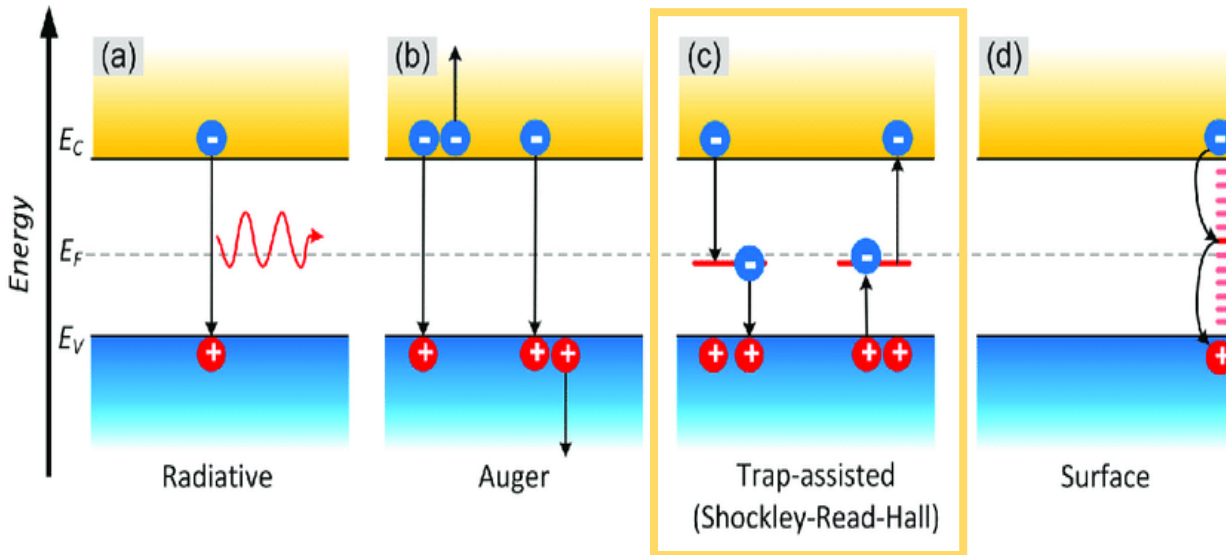 (a)
(b)
(c)
(d)
Energy
E_C
E_F
E_V
-
-
-
-
-
-
-
-
-
+
+
+
+
+
+
+
+
+
+
Radiative
Auger
Trap-assisted
(Shockley-Read-Hall)
Surface